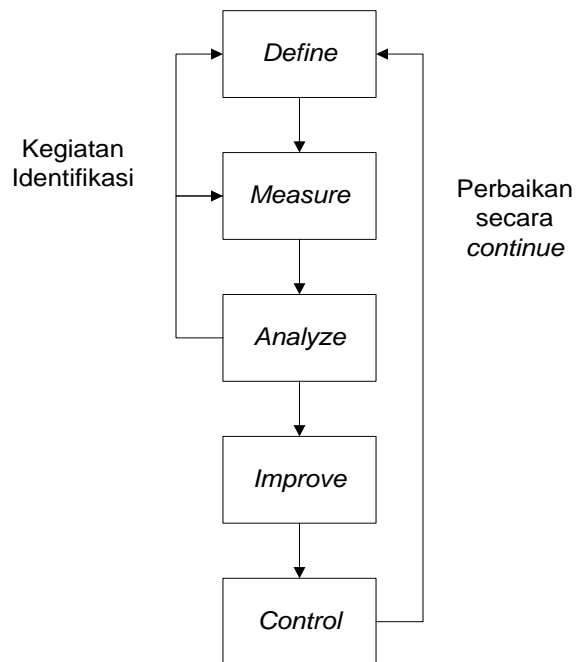 Define
Kegiatan
Identifikasi
Measure
Perbaikan
secara
continue
Analyze
Improve
Control